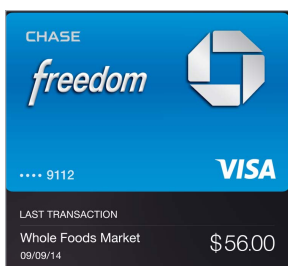 CHASE
freedom
•••• 9112
VISA
LAST TRANSACTION
Whole Foods Market
$56.00
09/09/14